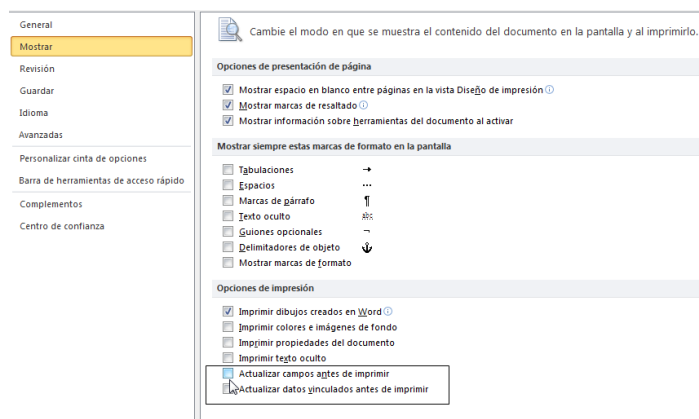 General
Mostrar
Revisión
Guardar
Idioma
Avanzadas
Personalizar cinta de opciones
Barra de herramientas de acceso rápido
Complementos
Centro de confianza
Cambie el modo en que se muestra el contenido del documento en la pantalla y al imprimirlo.
Opciones de presentación de página
Mostrar espacio en blanco entre páginas en la vista Diseño de impresión
Mostrar marcas de resaltado
Mostrar información sobre herramientas del documento al activar
Mostrar siempre estas marcas de formato en la pantalla
Tabulaciones →
Espacios ···
Marcas de párrafo ¶
Texto oculto abc
Guiones opcionales ¬
Delimitadores de objeto
Mostrar marcas de formato
Opciones de impresión
Imprimir dibujos creados en Word
Imprimir colores e imágenes de fondo
Imprimir propiedades del documento
Imprimir texto oculto
Actualizar campos antes de imprimir
Actualizar datos vinculados antes de imprimir